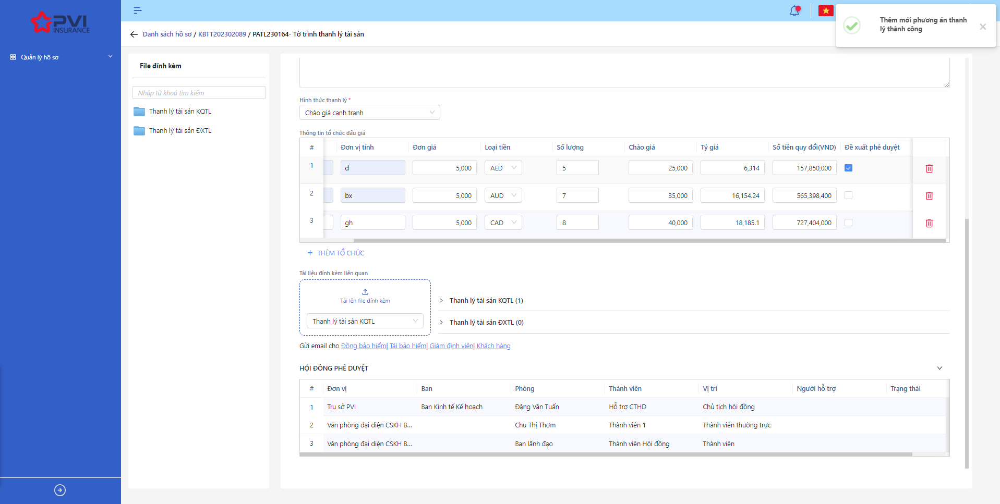 PVI
INSURANCE
Quản lý hồ sơ
Thêm mới phương án thanh
lý thành công
Danh sách hồ sơ / KBTT202302089 / PATL230164- Tờ trình thanh lý tài sản
File đính kèm
Nhập từ khoá tìm kiếm
Thanh lý tài sản KQTL
Thanh lý tài sản ĐXTL
Hình thức thanh lý *
Chào giá cạnh tranh
Thông tin tổ chức đấu giá
# Đơn vị tính Đơn giá Loại tiền Số lượng Chào giá Tỷ giá Số tiền quy đổi(VND) Đề xuất phê duyệt
1 đ 5,000 AED 5 25,000 6,314 157,850,000
2 bx 5,000 AUD 7 35,000 16,154.24 565,398,400
3 gh 5,000 CAD 8 40,000 18,185.1 727,404,000
+ THÊM TỔ CHỨC
Tài liệu đính kèm liên quan
Tải lên file đính kèm
Thanh lý tài sản KQTL
Thanh lý tài sản KQTL (1)
Thanh lý tài sản ĐXTL (0)
Gửi email cho Đồng bảo hiểm| Tái bảo hiểm| Giám định viên| Khách hàng
HỘI ĐỒNG PHÊ DUYỆT
# Đơn vị Ban Phòng Thành viên Vị trí Người hỗ trợ Trạng thái
1 Trụ sở PVI Ban Kinh tế Kế hoạch Đặng Văn Tuấn Hỗ trợ CTHD Chủ tịch hội đồng
2 Văn phòng đại diện CSKH B... Chu Thị Thơm Thành viên 1 Thành viên thường trực
3 Văn phòng đại diện CSKH B... Ban lãnh đạo Thành viên Hội đồng Thành viên